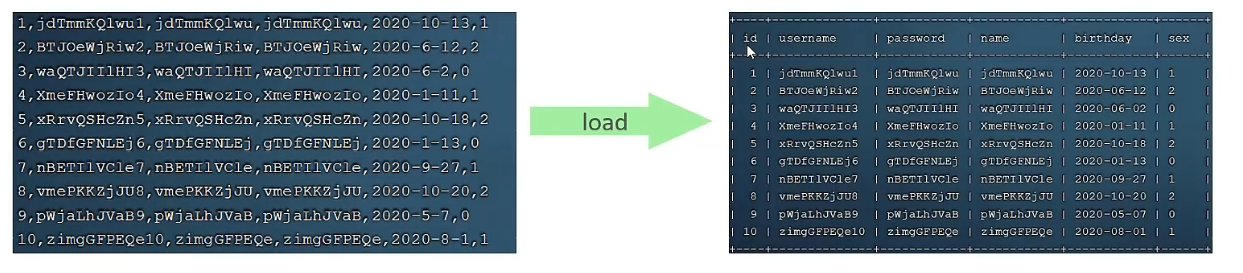 1,jdTmmKQlwu1,jdTmmKQlwu,jdTmmKQlwu,2020-10-13,1
2,BTJOeWjRiw2,BTJOeWjRiw,BTJOeWjRiw,2020-6-12,2
3,waQTJIIlHI3,waQTJIIlHI,waQTJIIlHI,2020-6-2,0
4,XmeFHwozIo4,XmeFHwozIo,XmeFHwozIo,2020-1-11,1
5,xRrvQSHcZn5,xRrvQSHcZn,xRrvQSHcZn,2020-10-18,2
6,gTDfGFNLEj6,gTDfGFNLEj,gTDfGFNLEj,2020-1-13,0
7,nBETIlVCle7,nBETIlVCle,nBETIlVCle,2020-9-27,1
8,vmePKKZjJU8,vmePKKZjJU,vmePKKZjJU,2020-10-20,2
9,pWjaLhJVaB9,pWjaLhJVaB,pWjaLhJVaB,2020-5-7,0
10,zimgGFPEQe10,zimgGFPEQe,zimgGFPEQe,2020-8-1,1
load
| id | username | password | name | birthday | sex |
| 1 | jdTmmKQlwu1 | jdTmmKQlwu | jdTmmKQlwu | 2020-10-13 | 1 |
| 2 | BTJOeWjRiw2 | BTJOeWjRiw | BTJOeWjRiw | 2020-06-12 | 2 |
| 3 | waQTJIIlHI3 | waQTJIIlHI | waQTJIIlHI | 2020-06-02 | 0 |
| 4 | XmeFHwozIo4 | XmeFHwozIo | XmeFHwozIo | 2020-01-11 | 1 |
| 5 | xRrvQSHcZn5 | xRrvQSHcZn | xRrvQSHcZn | 2020-10-18 | 2 |
| 6 | gTDfGFNLEj6 | gTDfGFNLEj | gTDfGFNLEj | 2020-01-13 | 0 |
| 7 | nBETIlVCle7 | nBETIlVCle | nBETIlVCle | 2020-09-27 | 1 |
| 8 | vmePKKZjJU8 | vmePKKZjJU | vmePKKZjJU | 2020-10-20 | 2 |
| 9 | pWjaLhJVaB9 | pWjaLhJVaB | pWjaLhJVaB | 2020-05-07 | 0 |
| 10 | zimgGFPEQe10 | zimgGFPEQe | zimgGFPEQe | 2020-08-01 | 1 |